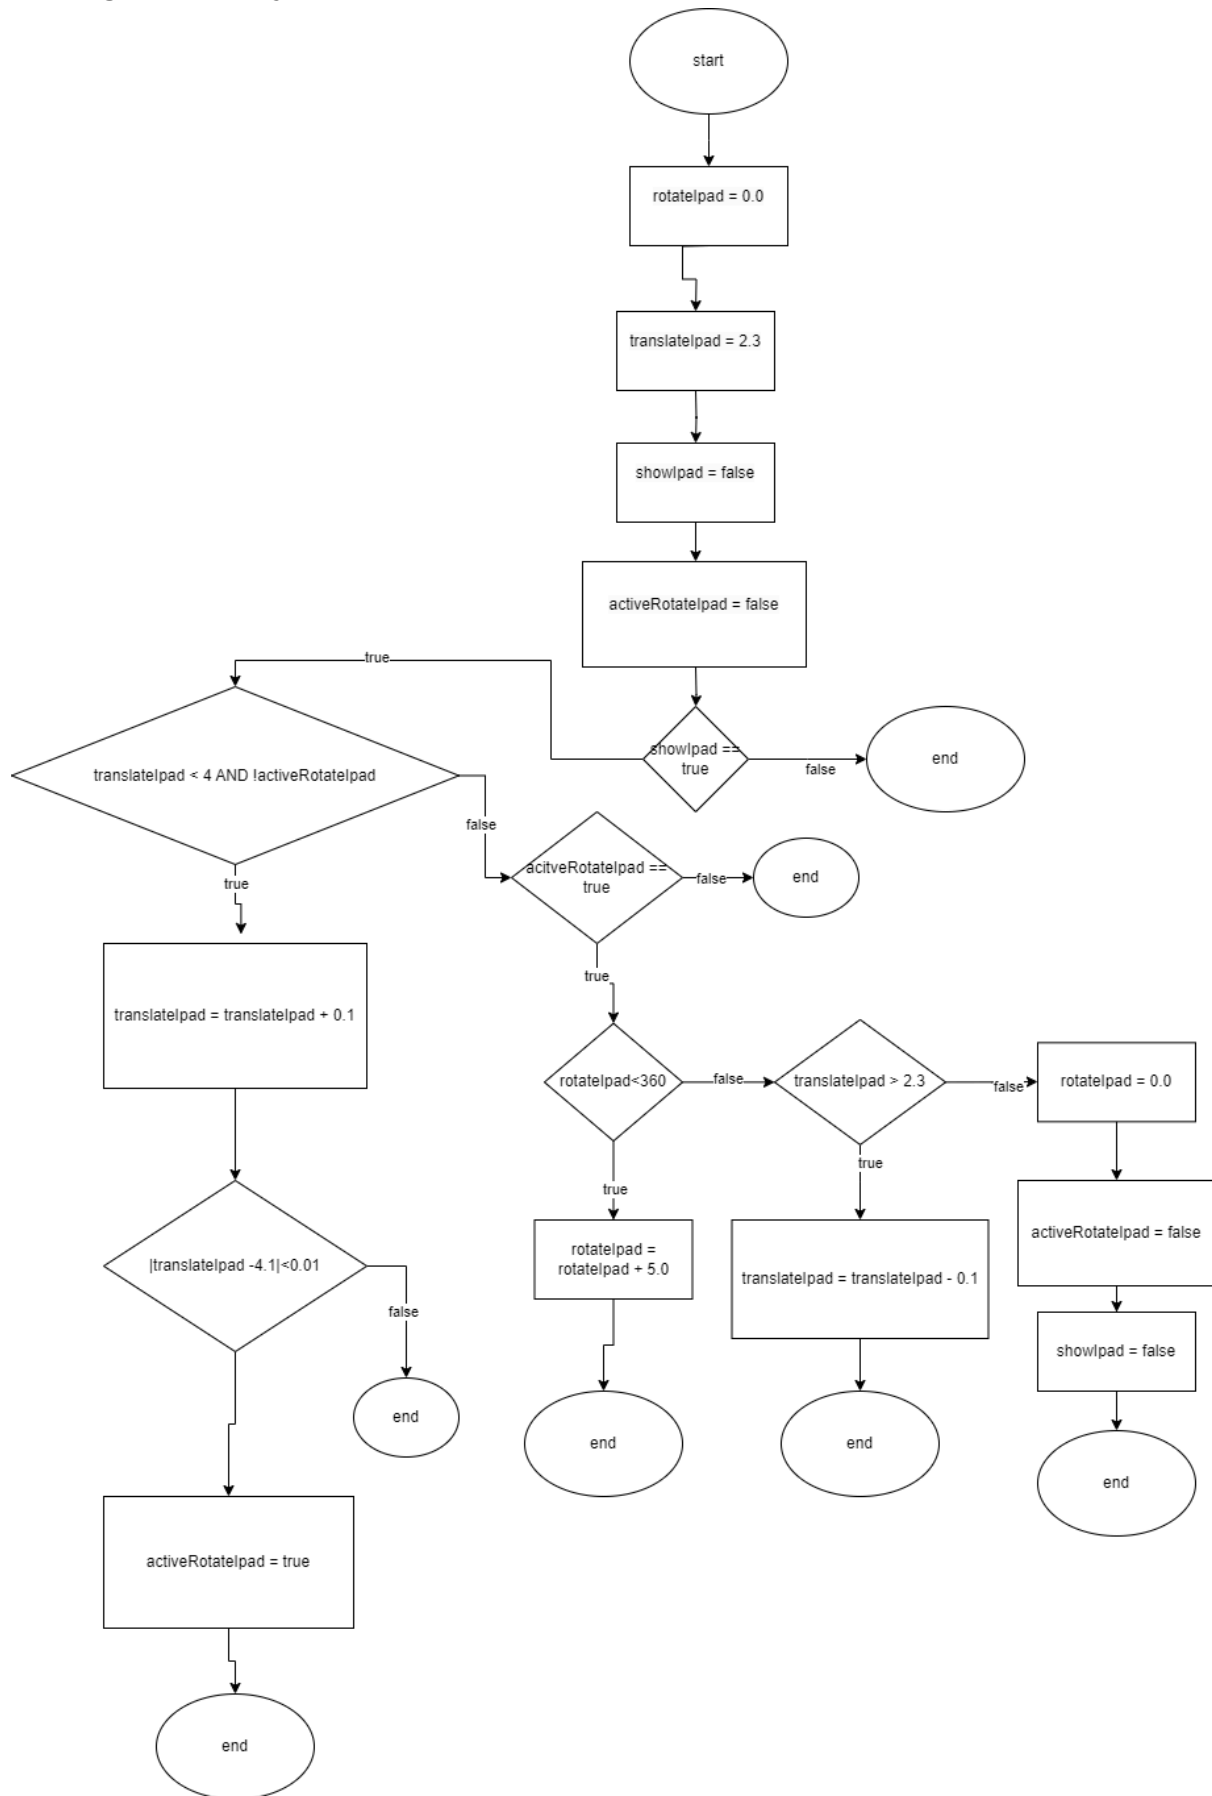 start
rotateIpad = 0.0
translateIpad = 2.3
showIpad = false
activeRotateIpad = false
true
showIpad ==
true
false
end
translateIpad < 4 AND !activeRotateIpad
false
true
acitveRotateIpad ==
true
false
end
true
translateIpad = translateIpad + 0.1
rotateIpad<360
false
translateIpad > 2.3
false
rotateIpad = 0.0
true
true
rotateIpad =
rotateIpad + 5.0
translateIpad = translateIpad - 0.1
activeRotateIpad = false
|translateIpad -4.1|<0.01
false
showIpad = false
end
end
end
end
activeRotateIpad = true
end